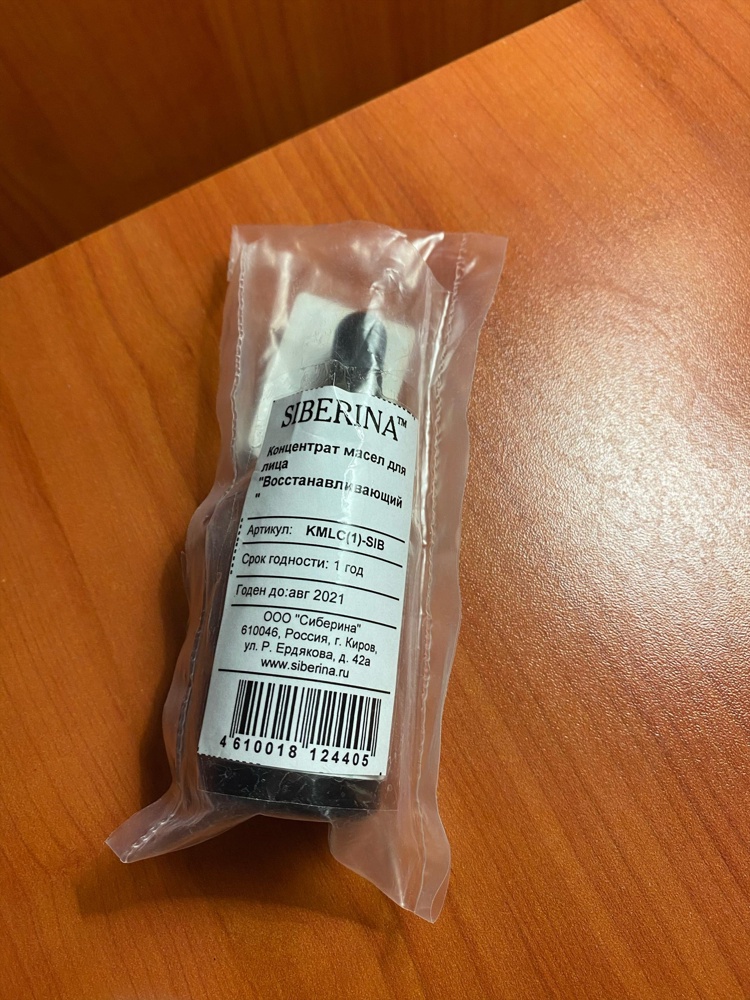 SIBERINA™
Концентрат масел для
лица
"Восстанавливающий
"
Артикул: KMLC(1)-SIB
Срок годности: 1 год
Годен до:авг 2021
ООО "Сиберина"
610046, Россия, г. Киров,
ул. Р. Ердякова, д. 42а
www.siberina.ru
4 610018 124405